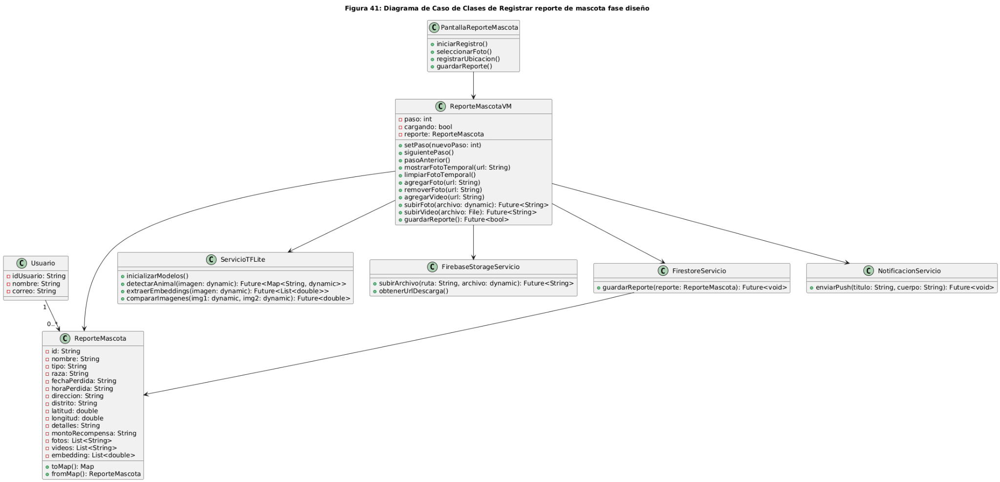 Figura 41: Diagrama de Caso de Clases de Registrar reporte de mascota fase diseño
C PantallaReporteMascota
iniciarRegistro()
seleccionarFoto()
registrarUbicacion()
guardarReporte()
C ReporteMascotaVM
paso: int
cargando: bool
reporte: ReporteMascota
setPaso(nuevoPaso: int)
siguientePaso()
pasoAnterior()
mostrarFotoTemporal(url: String)
limpiarFotoTemporal()
agregarFoto(url: String)
removerFoto(url: String)
agregarVideo(url: String)
subirFoto(archivo: dynamic): Future<String>
subirVideo(archivo: File): Future<String>
guardarReporte(): Future<bool>
C Usuario
idUsuario: String
nombre: String
correo: String
C ServicioTFLite
inicializarModelos()
detectarAnimal(imagen: dynamic): Future<Map<String, dynamic>>
extraerEmbeddings(imagen: dynamic): Future<List<double>>
compararImagenes(img1: dynamic, img2: dynamic): Future<double>
C FirebaseStorageServicio
subirArchivo(ruta: String, archivo: dynamic): Future<String>
obtenerUrlDescarga()
C FirestoreServicio
guardarReporte(reporte: ReporteMascota): Future<void>
C NotificacionServicio
enviarPush(titulo: String, cuerpo: String): Future<void>
1
0..*
C ReporteMascota
id: String
nombre: String
tipo: String
raza: String
fechaPerdida: String
horaPerdida: String
direccion: String
distrito: String
latitud: double
longitud: double
detalles: String
montoRecompensa: String
fotos: List<String>
videos: List<String>
embedding: List<double>
toMap(): Map
fromMap(): ReporteMascota